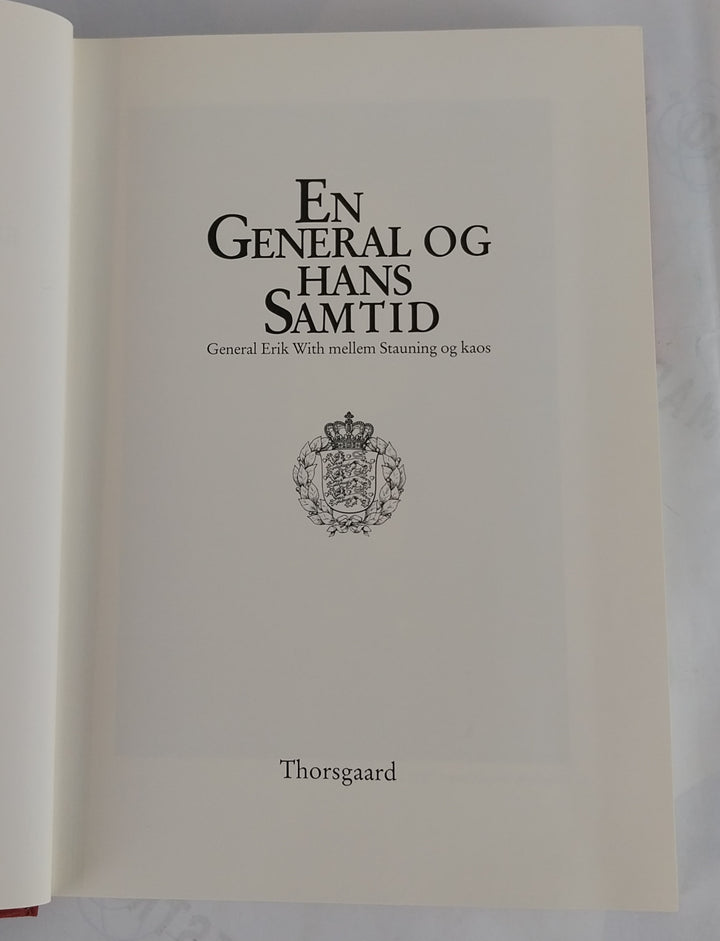 En
General og
hans
Samtid
General Erik With mellem Stauning og kaos
Thorsgaard